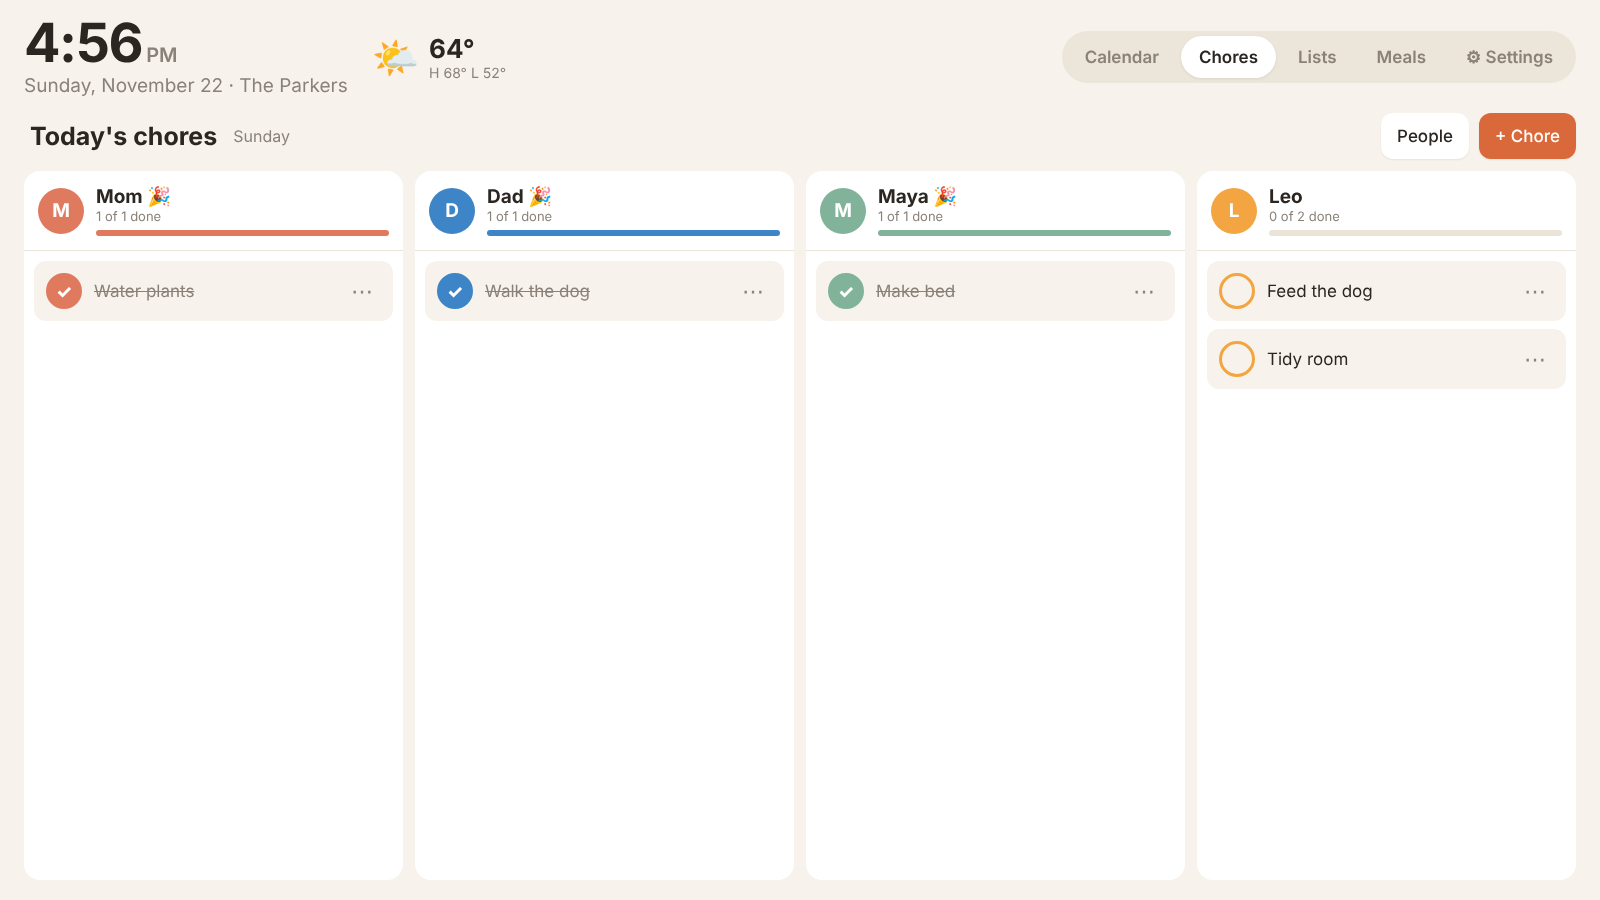 4:56 PM
Sunday, November 22 · The Parkers
64°
H 68° L 52°
Calendar
Chores
Lists
Meals
⚙ Settings
Today's chores
Sunday
People
+ Chore
M
Mom 🎉
1 of 1 done
Water plants
D
Dad 🎉
1 of 1 done
Walk the dog
M
Maya 🎉
1 of 1 done
Make bed
L
Leo
0 of 2 done
Feed the dog
Tidy room